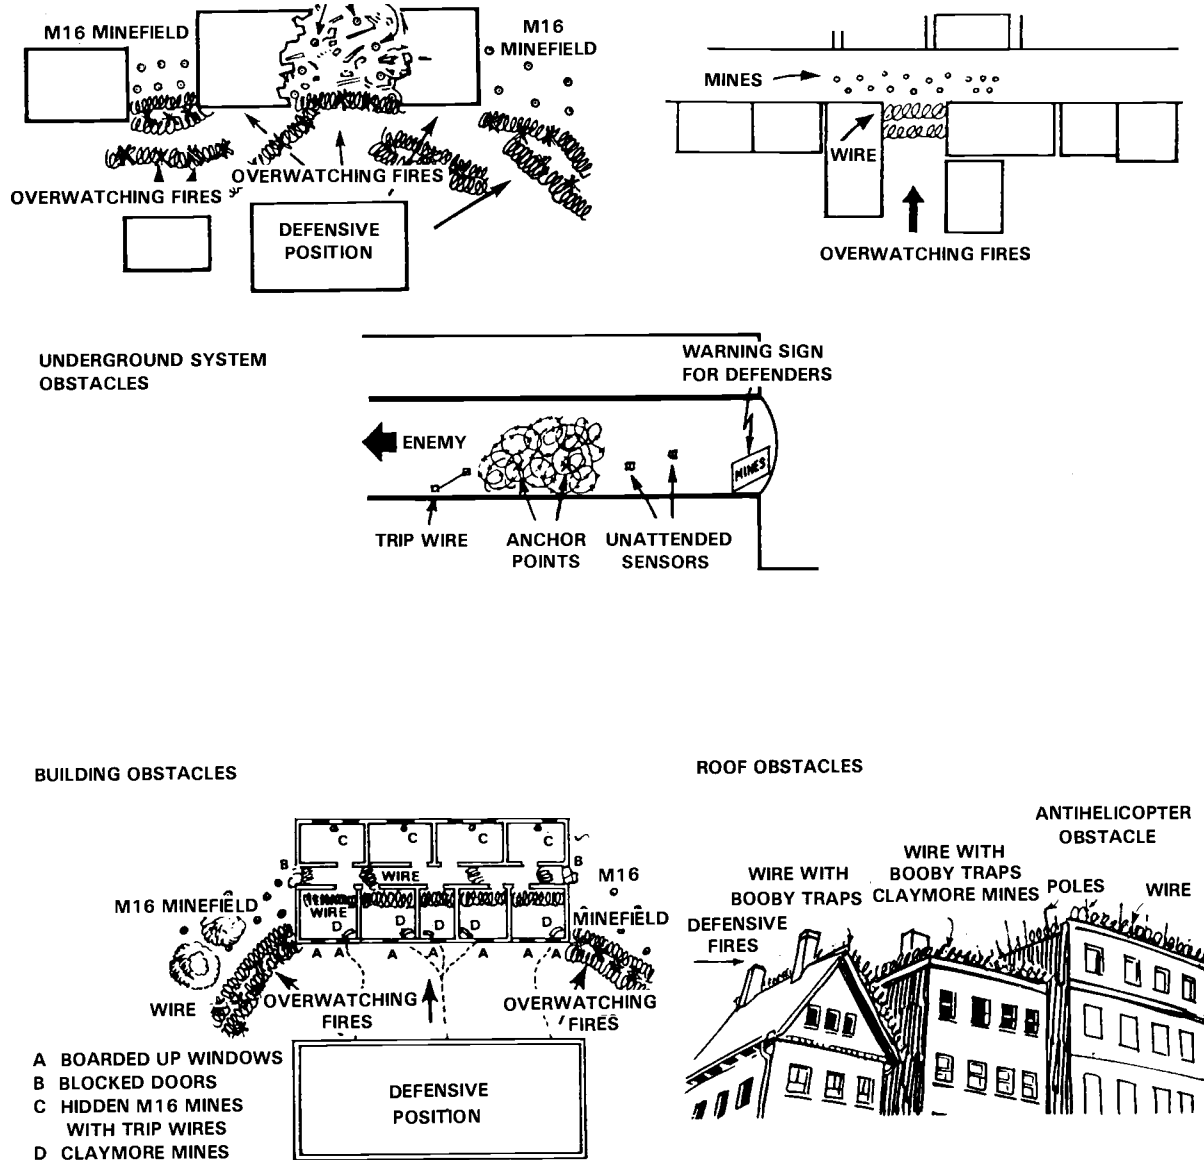 M16 MINEFIELD
M16
MINEFIELD
OVERWATCHING FIRES
OVERWATCHING FIRES
DEFENSIVE
POSITION
MINES
WIRE
OVERWATCHING FIRES
UNDERGROUND SYSTEM
OBSTACLES
WARNING SIGN
FOR DEFENDERS
ENEMY
MINES
TRIP WIRE
ANCHOR
POINTS
UNATTENDED
SENSORS
BUILDING OBSTACLES
C C C C
B B
WIRE
M16
MINEFIELD
M16 MINEFIELD
WIRE
D D D D
A A A A A A A
WIRE
OVERWATCHING
FIRES
OVERWATCHING
FIRES
DEFENSIVE
POSITION
A BOARDED UP WINDOWS
B BLOCKED DOORS
C HIDDEN M16 MINES
WITH TRIP WIRES
D CLAYMORE MINES
ROOF OBSTACLES
ANTIHELICOPTER
OBSTACLE
WIRE WITH
BOOBY TRAPS
CLAYMORE MINES
WIRE WITH
BOOBY TRAPS
POLES
WIRE
DEFENSIVE
FIRES